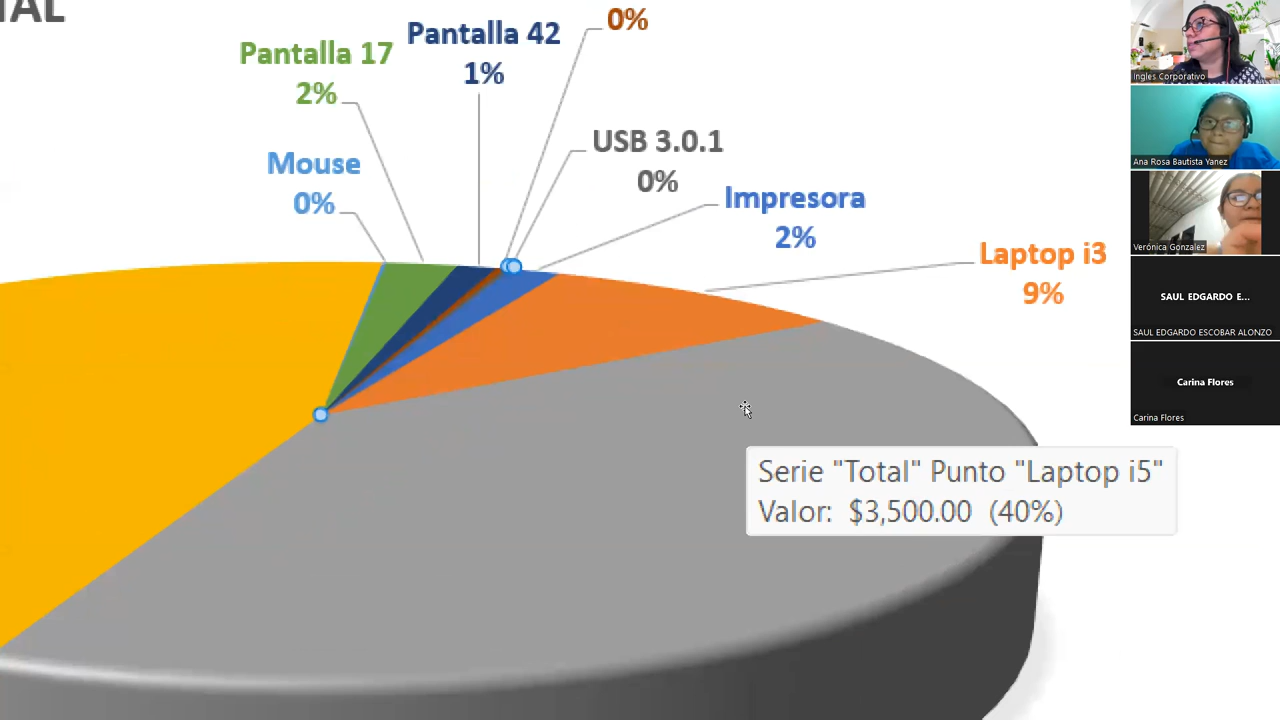 TAL
Pantalla 17
2%
Pantalla 42
1%
0%
Mouse
0%
USB 3.0.1
0%
Impresora
2%
Laptop i3
9%
Serie "Total" Punto "Laptop i5"
Valor: $3,500.00 (40%)
Ingles Corporativo
Ana Rosa Bautista Yanez
Verónica Gonzalez
SAUL EDGARDO E...
SAUL EDGARDO ESCOBAR ALONZO
Carina Flores
Carina Flores